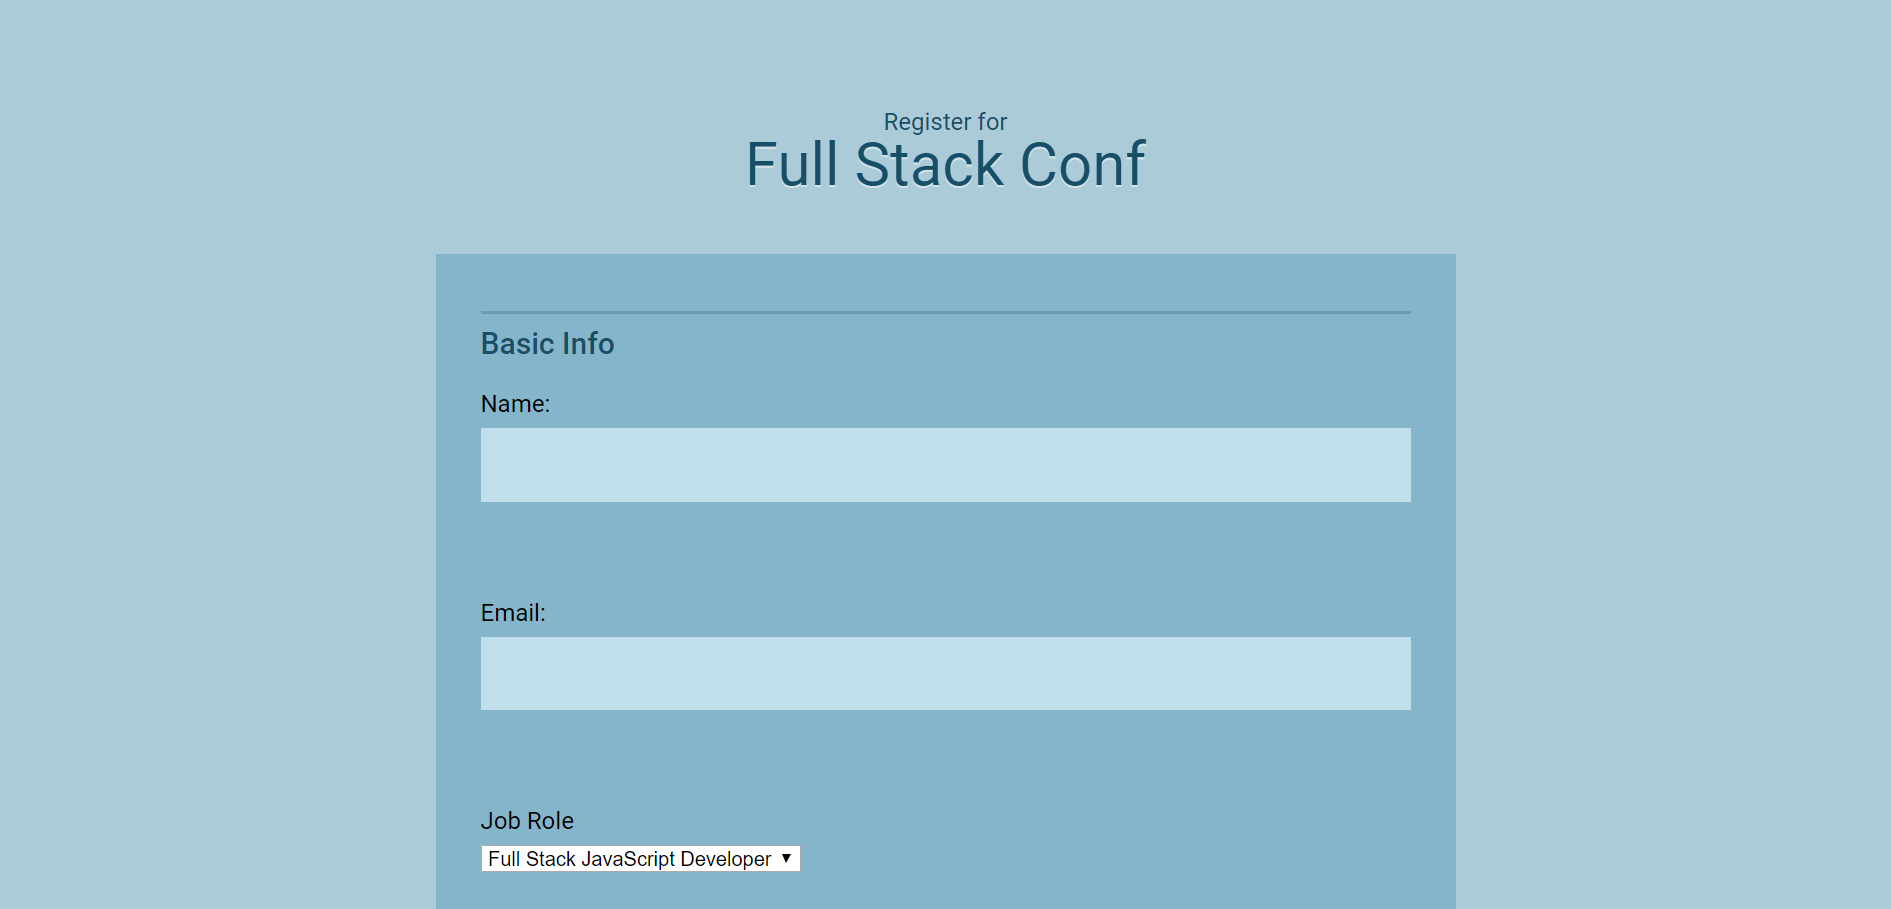 Register for
Full Stack Conf
Basic Info
Name:
Email:
Job Role
Full Stack JavaScript Developer